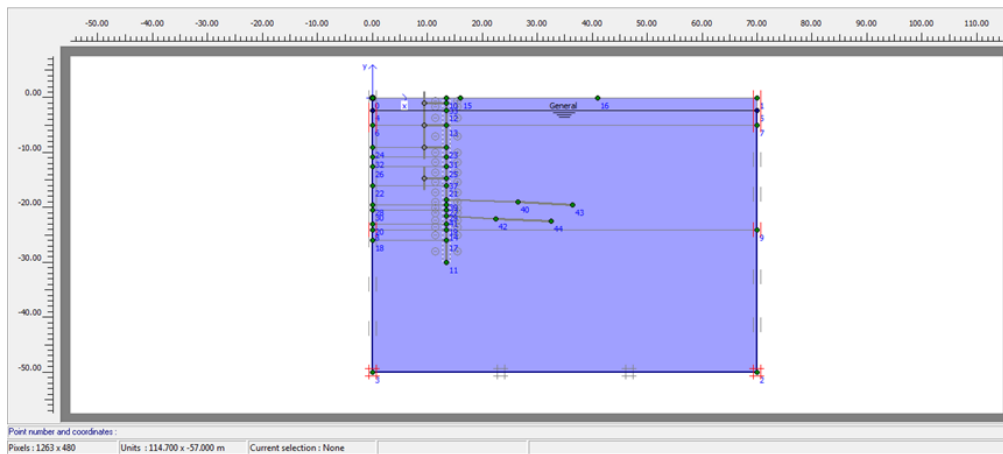 -50.00 -40.00 -30.00 -20.00 -10.00 0.00 10.00 20.00 30.00 40.00 50.00 60.00 70.00 80.00 90.00 100.00 110.00
y
0.00
x
General
0 10 15 16 1
4 12 5
6 13 7
-10.00
24 23
32 31
26 25
37
22 21
-20.00
40 43
28
30 42 44
20 9
18 14
17
-30.00
11
-40.00
-50.00
3 2
Point number and coordinates :
Pixels : 1263 x 480 Units : 114.700 x -57.000 m Current selection : None